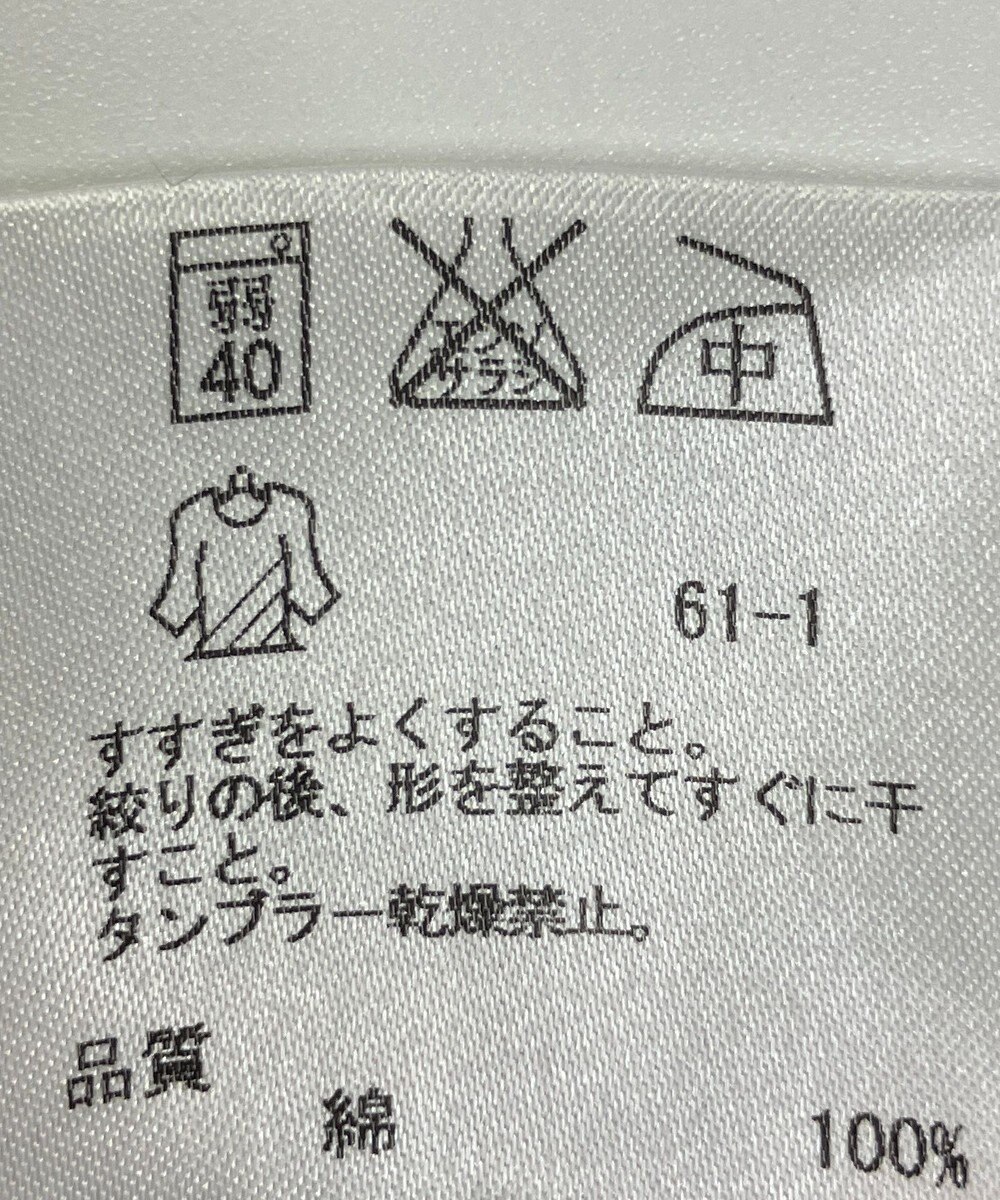 弱
40
エンソ
サラシ
中
61-1
すすぎをよくすること。
絞りの後、形を整えてすぐに干
すこと。
タンブラー乾燥禁止。
品質
綿 100%